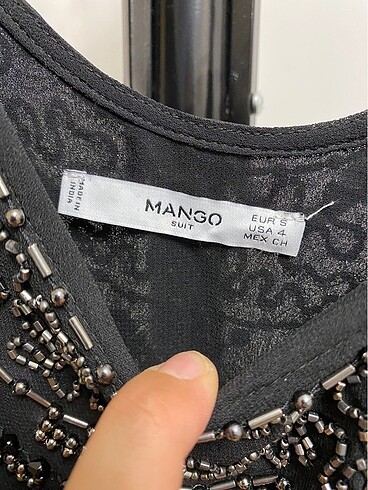 MADE IN
INDIA
MANGO
SUIT
EUR S
USA 4
MEX CH